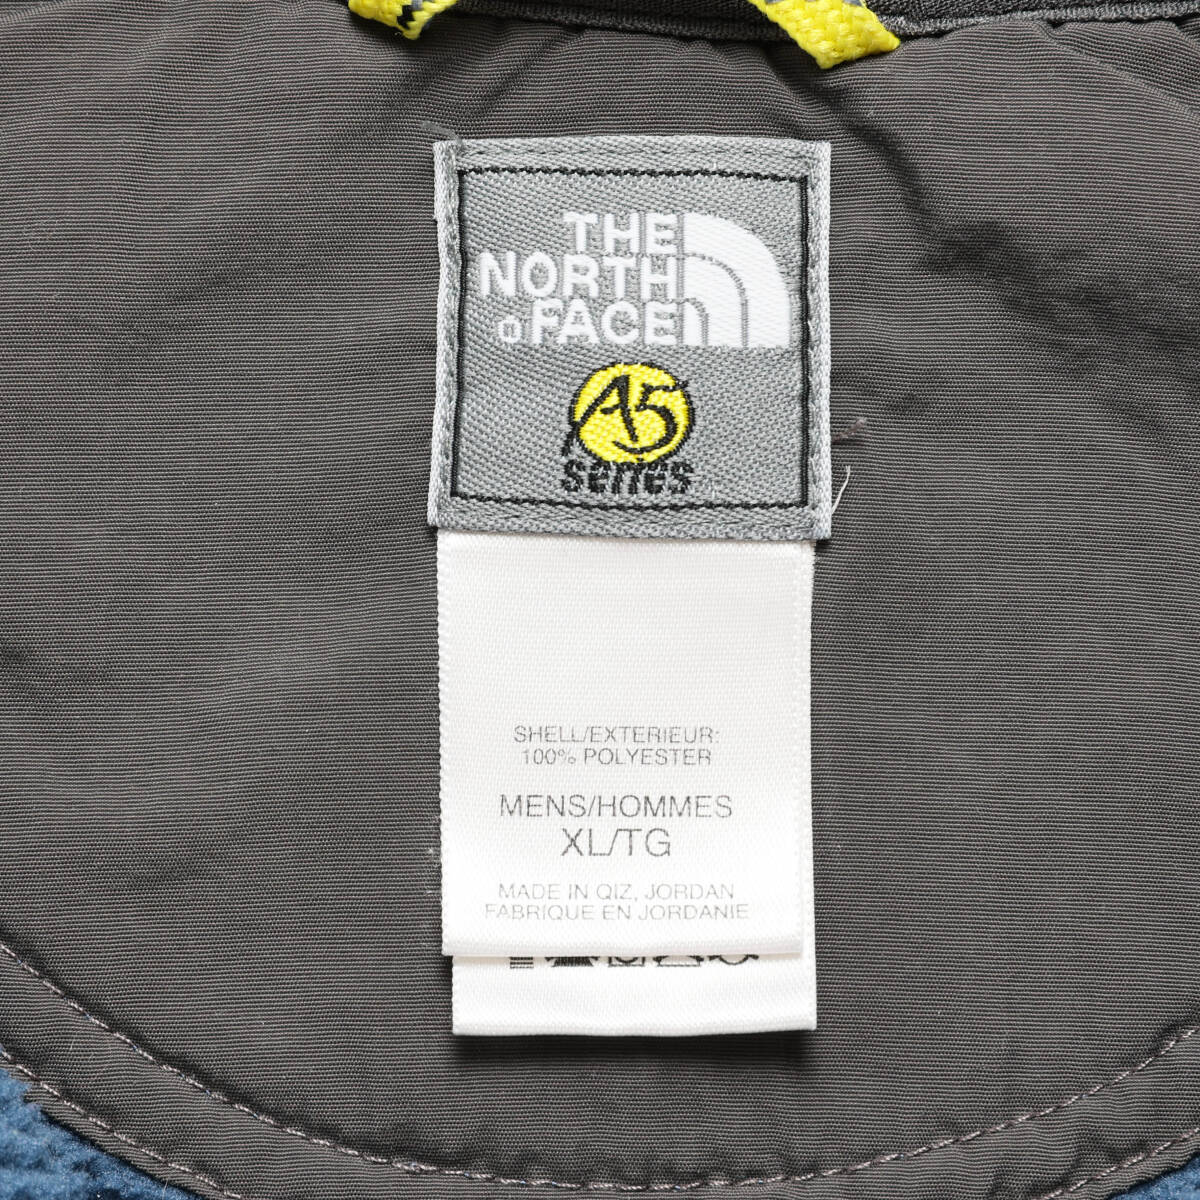 THE
NORTH
FACE
A5
series
SHELL/EXTERIEUR:
100% POLYESTER
MENS/HOMMES
XL/TG
MADE IN QIZ, JORDAN
FABRIQUE EN JORDANIE